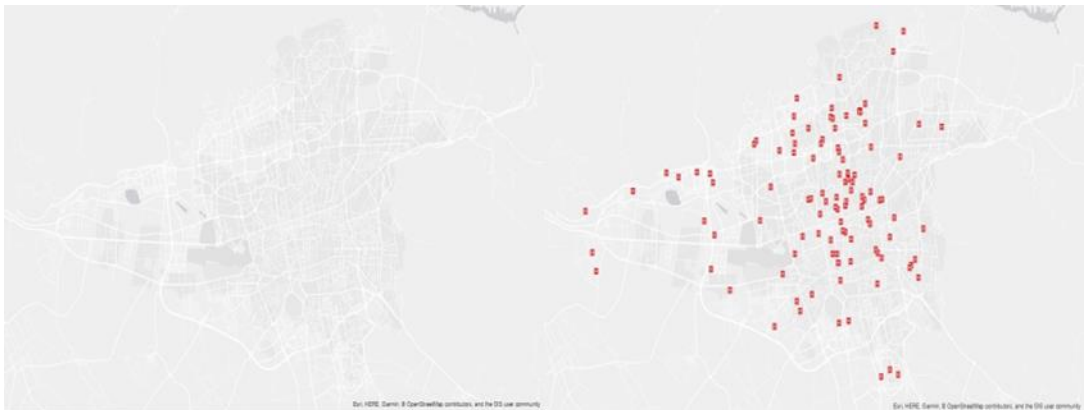 Esri, HERE, Garmin, © OpenStreetMap contributors, and the GIS user community
Esri, HERE, Garmin, © OpenStreetMap contributors, and the GIS user community